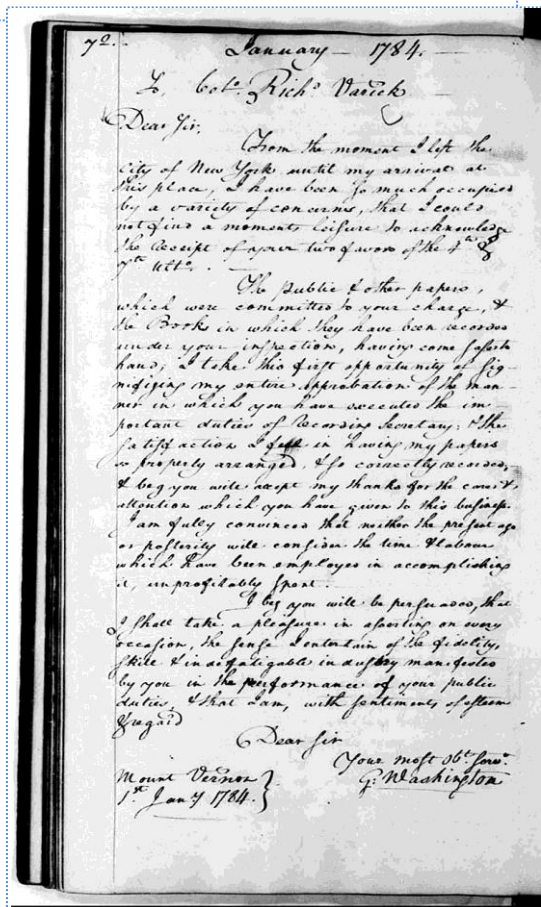 72.
January — 1784.
To Colo. Richd. Varick
Dear Sir,
From the moment I left the
city of New York until my arrival at
this place, I have been so much occupied
by a variety of concerns, that I could
not find a moments leisure to acknowledge
the receipt of your two favors of the 4th &
7th Ulto. —
The public & other papers,
which were committed to your charge, &
the Books in which they have been recorded
under your inspection, having come safe to
hand, I take this first opportunity of sig-
nifying my entire approbation of the man-
ner in which you have executed the im-
portant duties of Recording Secretary; & the
satisfaction I feel in having my papers
so properly arranged, & so correctly recorded,
& beg you will accept my thanks for the care &
attention which you have given to this business.
I am fully convinced that neither the present age
or posterity will consider the time & labour
which have been employed in accomplishing
it, unprofitably spent.
I beg you will be persuaded, that
I shall take a pleasure in asserting on every
occasion, the sense I entertain of the fidelity,
skill & indefatigable industry manifested
by you in the performance of your public
duties, & that I am, with sentiments of esteem
& regard
Dear Sir
Your most Obt. Servt.
G: Washington
Mount Vernon
1st. Jany 1784.